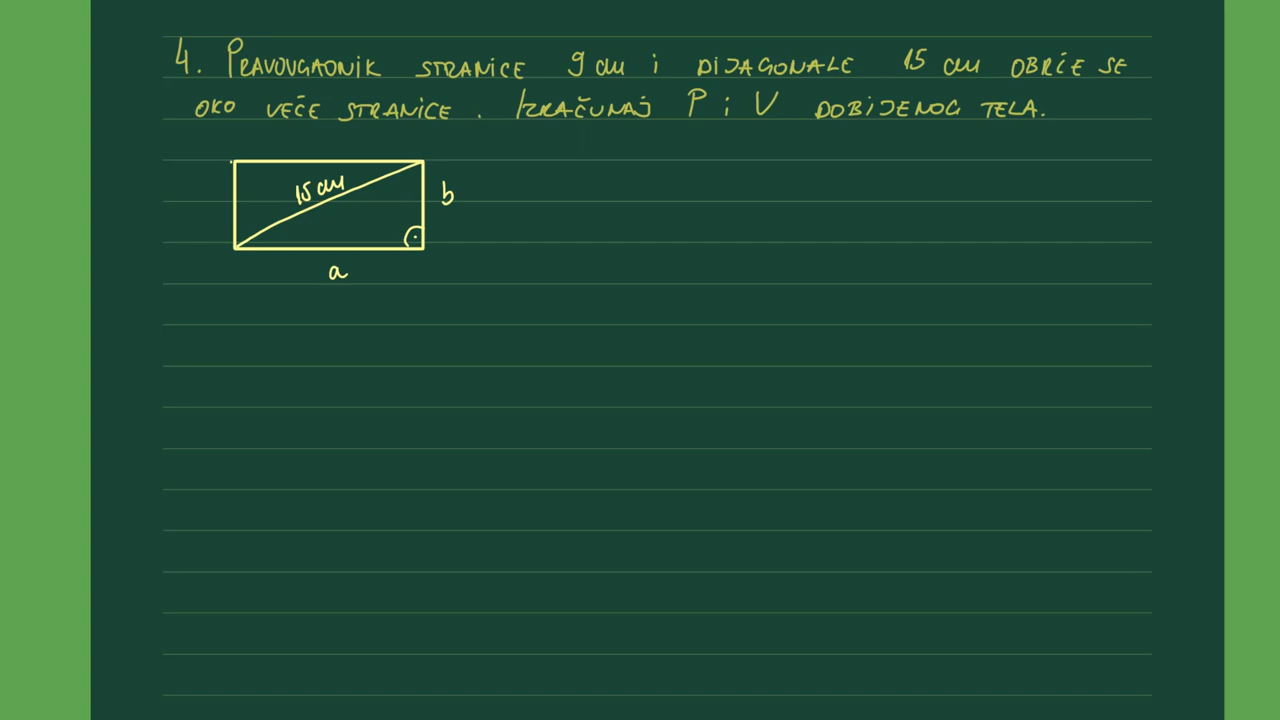 4. PRAVOUGAONIK STRANICE 9 cm i DIJAGONALE 15 cm OBRĆE SE
OKO VEĆE STRANICE. IZRAČUNAJ P i V DOBIJENOG TELA.
15 cm
b
a